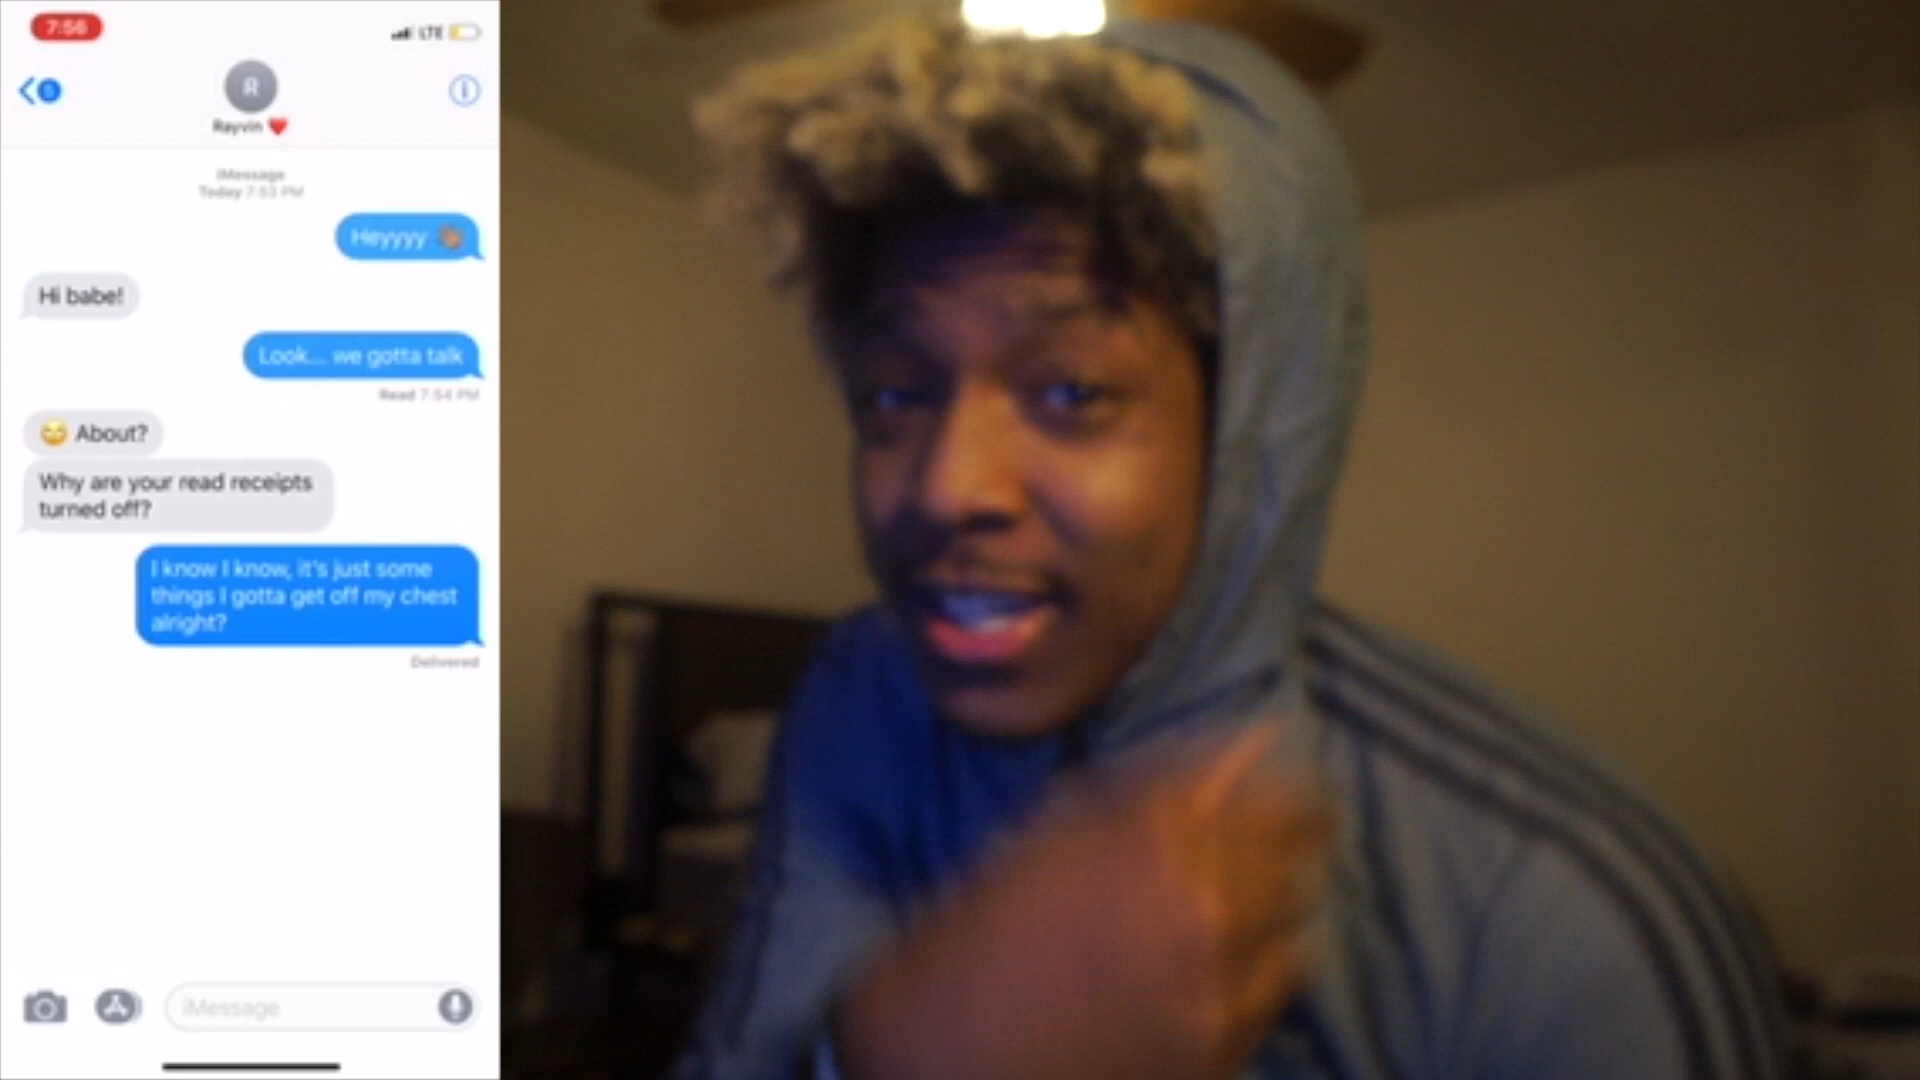 7:56
LTE
5
R
Rayvin ❤️
iMessage
Today 7:53 PM
Heyyyy 👋🏽
Hi babe!
Look... we gotta talk
Read 7:54 PM
😅 About?
Why are your read receipts
turned off?
I know I know, it's just some
things I gotta get off my chest
alright?
Delivered
iMessage